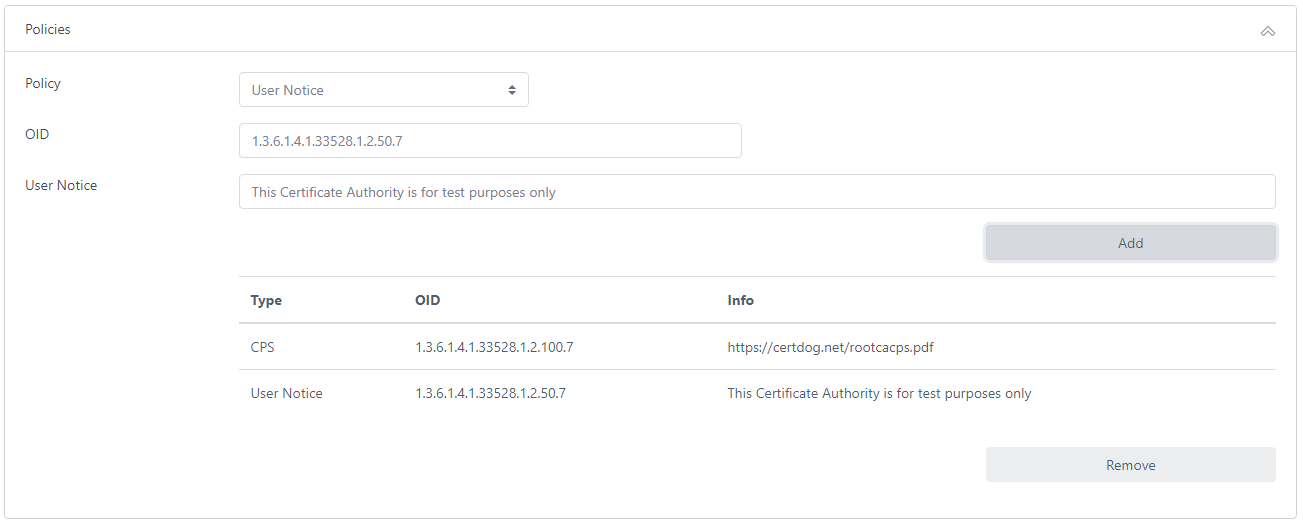 Policies
Policy
User Notice
OID
1.3.6.1.4.1.33528.1.2.50.7
User Notice
This Certificate Authority is for test purposes only
Add
Type OID Info
CPS 1.3.6.1.4.1.33528.1.2.100.7 https://certdog.net/rootcacps.pdf
User Notice 1.3.6.1.4.1.33528.1.2.50.7 This Certificate Authority is for test purposes only
Remove